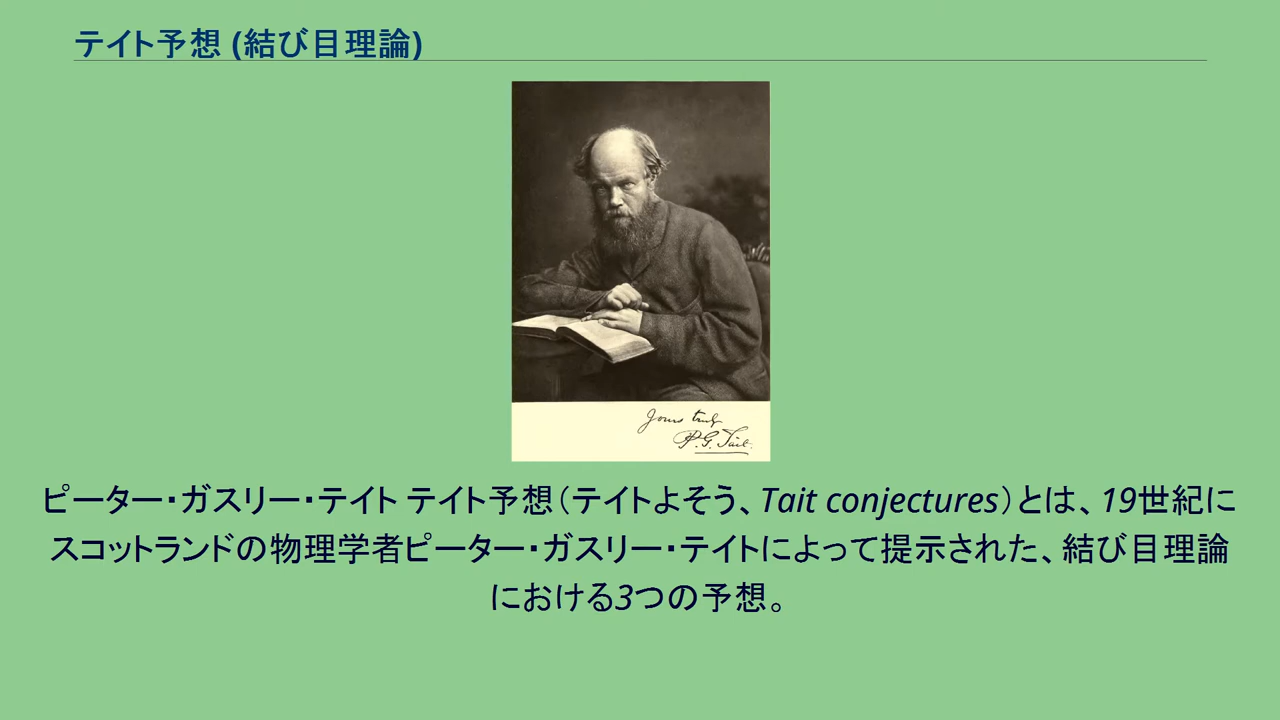 テイト予想 (結び目理論)
Yours truly
P.G. Tait.
ピーター・ガスリー・テイト テイト予想（テイトよそう、Tait conjectures）とは、19世紀に
スコットランドの物理学者ピーター・ガスリー・テイトによって提示された、結び目理論
における3つの予想。